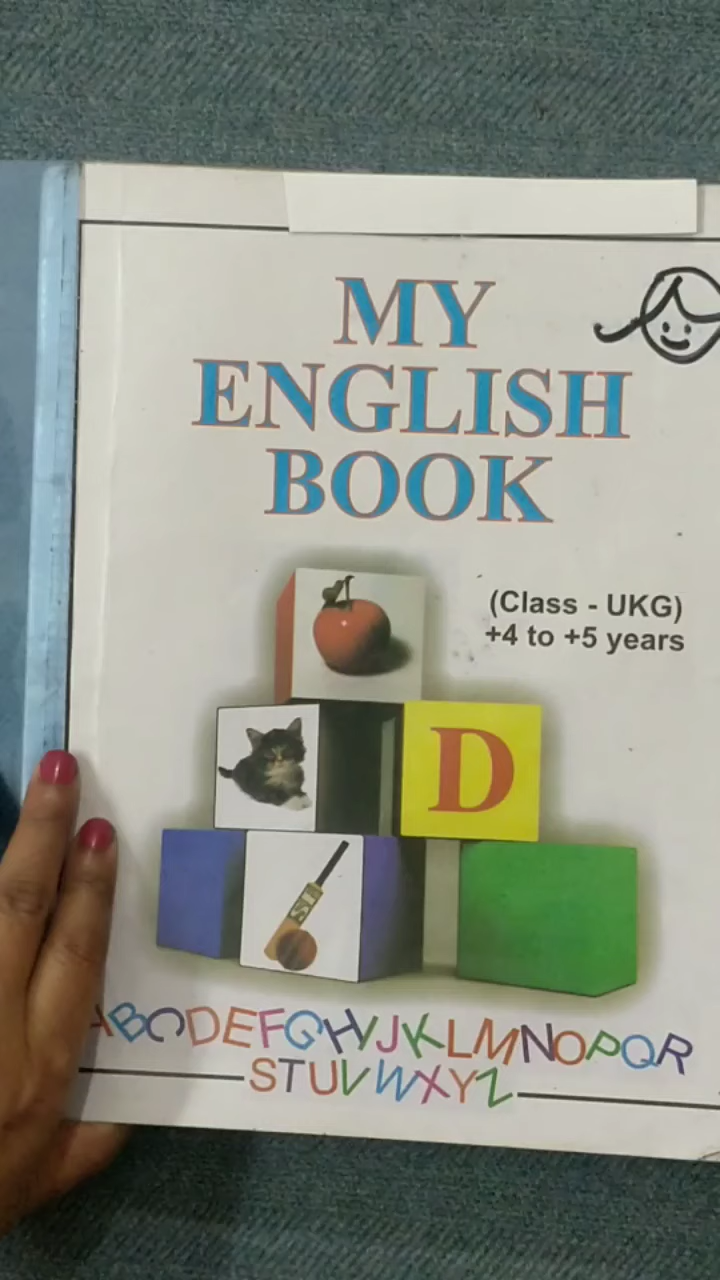 MY
ENGLISH
BOOK
(Class - UKG)
+4 to +5 years
D
ABCDEFGHIJKLMNOPQR
STUVWXYZ